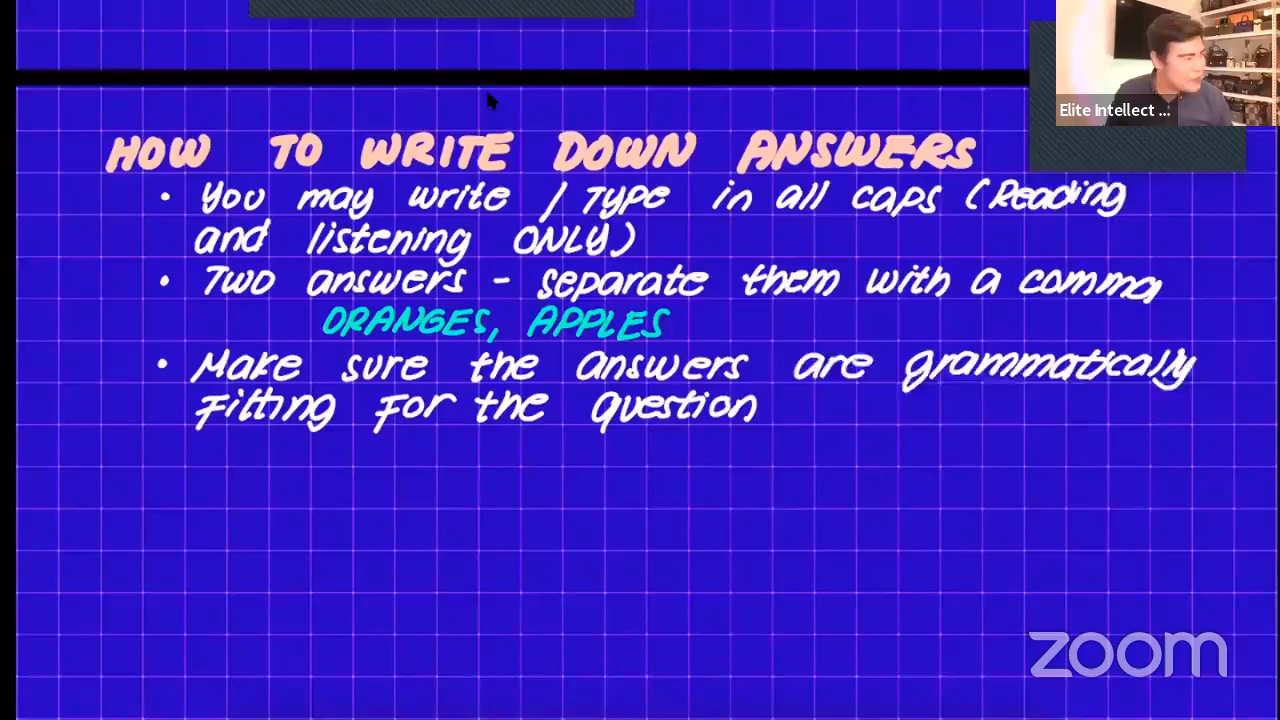 Elite Intellect ...
HOW TO WRITE DOWN ANSWERS
• You may write / Type in all caps (Reading
and listening ONLY)
• Two answers - separate them with a comma
ORANGES, APPLES
• Make sure the answers are grammatically
Fitting For the question
zoom